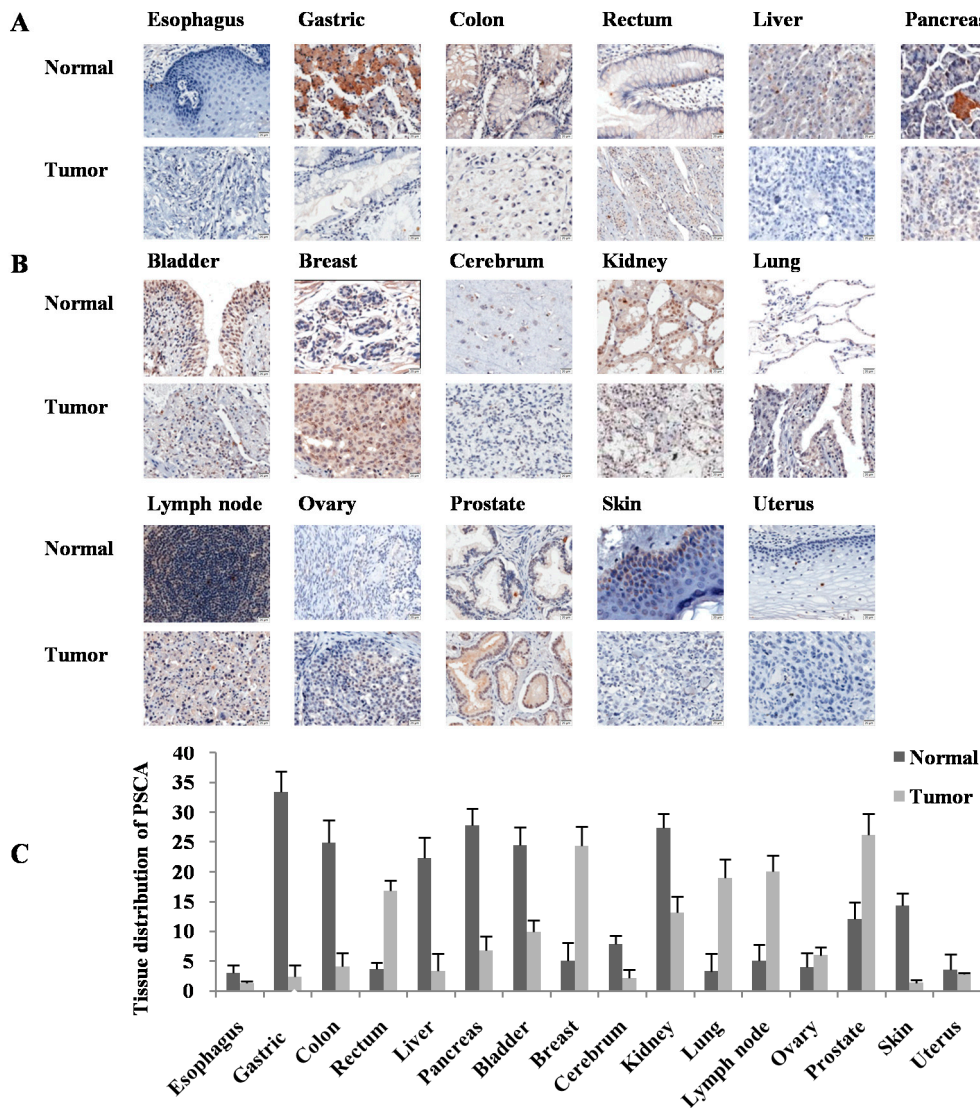 A
Esophagus Gastric Colon Rectum Liver Pancreas
Normal
Tumor
B
Bladder Breast Cerebrum Kidney Lung
Normal
Tumor
Lymph node Ovary Prostate Skin Uterus
Normal
Tumor
C
Tissue distribution of PSCA
40
35
30
25
20
15
10
5
0
Normal
Tumor
Esophagus
Gastric
Colon
Rectum
Liver
Pancreas
Bladder
Breast
Cerebrum
Kidney
Lung
Lymph node
Ovary
Prostate
Skin
Uterus